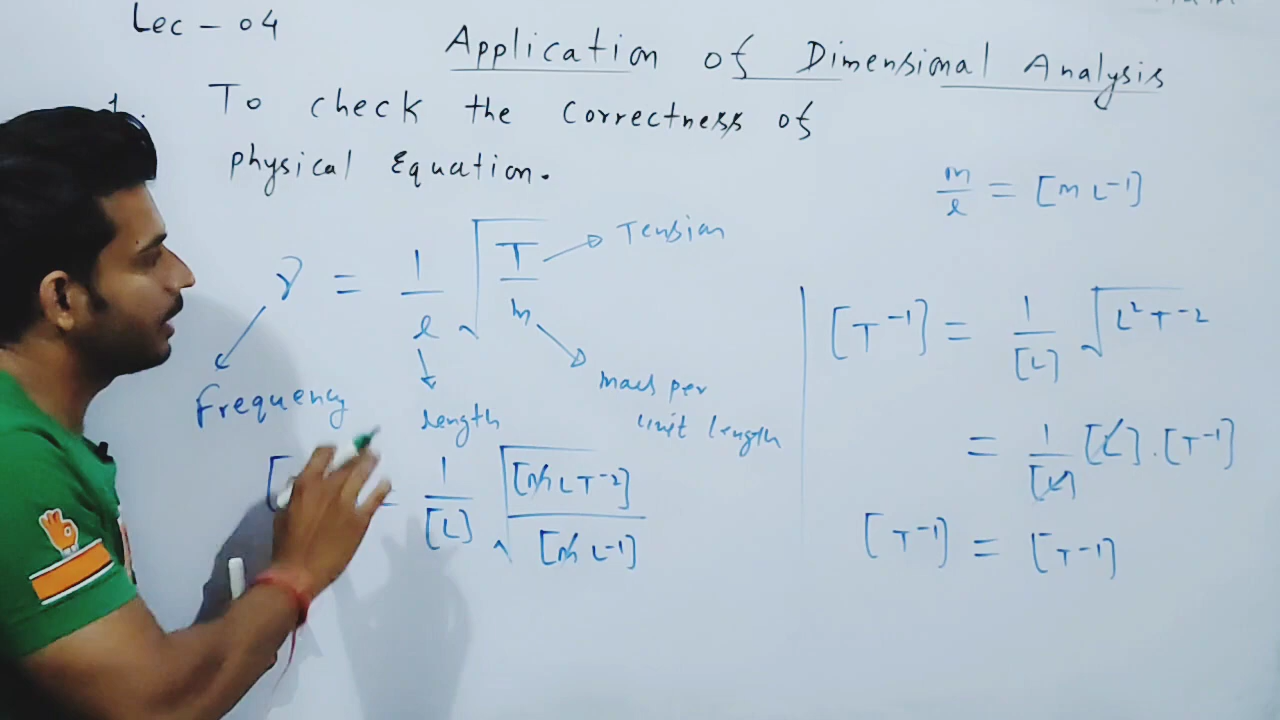 Lec - 04
Application of Dimensional Analysis
1. To check the correctness of
physical Equation.
m/l = [M L-1]
ν = 1/l √(T/m)
Tension
Frequency
length
mass per
unit length
[ = 1/[L] √([M L T-2]/[M L-1])
[T-1] = 1/[L] √(L² T-2)
= 1/[L] [L] . [T-1]
[T-1] = [T-1]